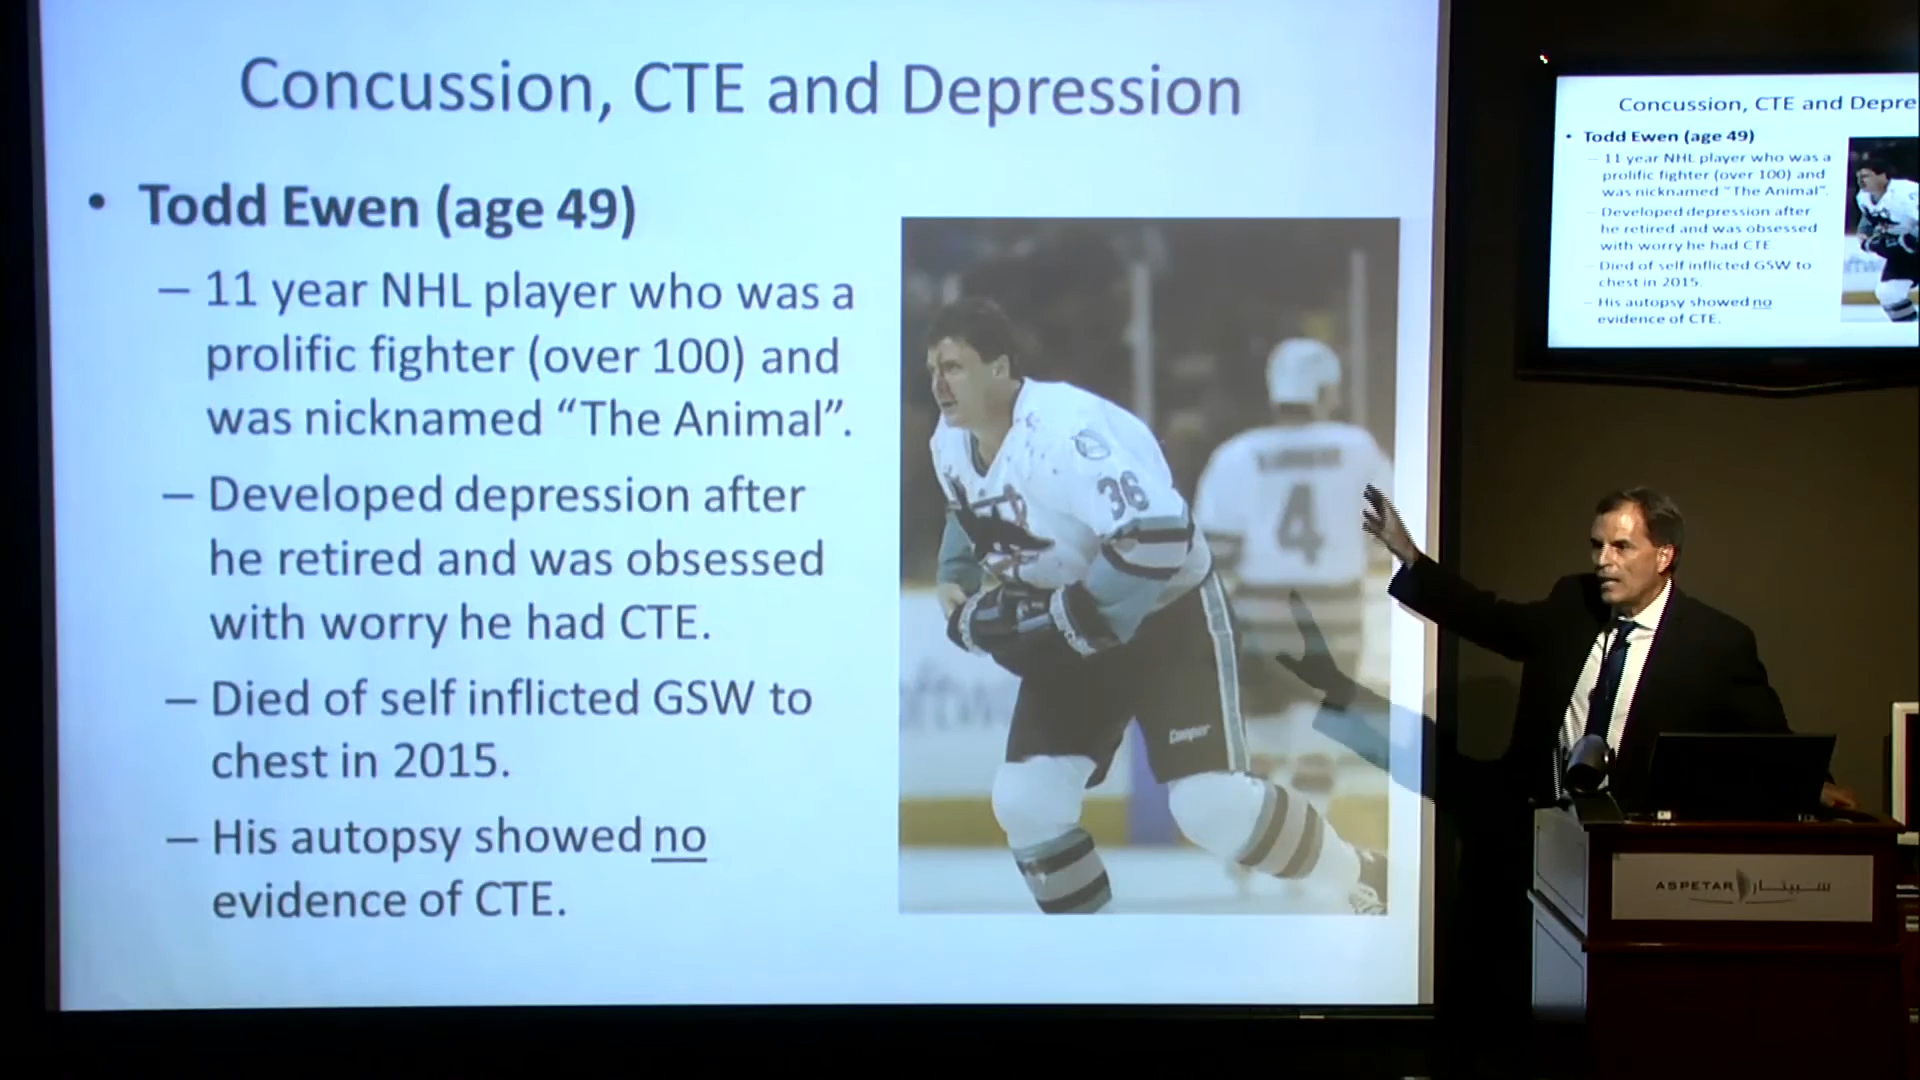 Concussion, CTE and Depression
• Todd Ewen (age 49)
– 11 year NHL player who was a
prolific fighter (over 100) and
was nicknamed “The Animal”.
– Developed depression after
he retired and was obsessed
with worry he had CTE.
– Died of self inflicted GSW to
chest in 2015.
– His autopsy showed no
evidence of CTE.
36
4
Cooper
Concussion, CTE and Depre
• Todd Ewen (age 49)
– 11 year NHL player who was a
prolific fighter (over 100) and
was nicknamed “The Animal”.
– Developed depression after
he retired and was obsessed
with worry he had CTE.
– Died of self inflicted GSW to
chest in 2015.
– His autopsy showed no
evidence of CTE.
ASPETAR سبيتار